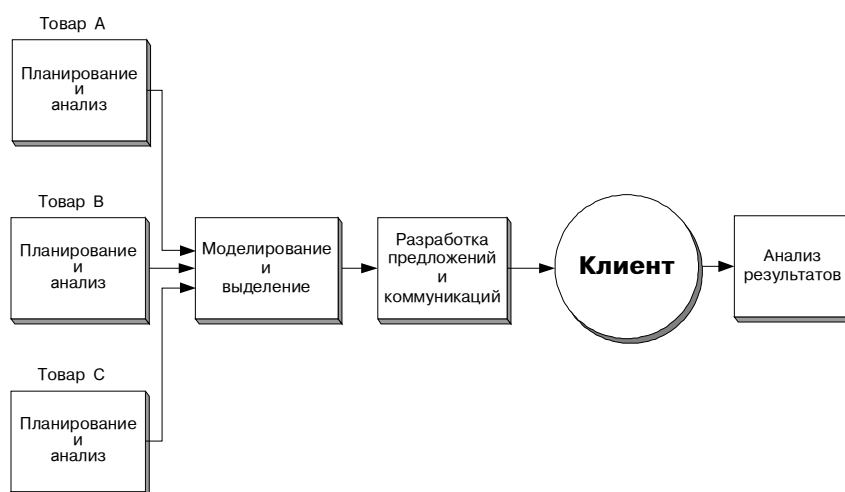 Товар А
Планирование
и
анализ
Товар В
Планирование
и
анализ
Товар С
Планирование
и
анализ
Моделирование
и
выделение
Разработка
предложений
и
коммуникаций
Клиент
Анализ
результатов